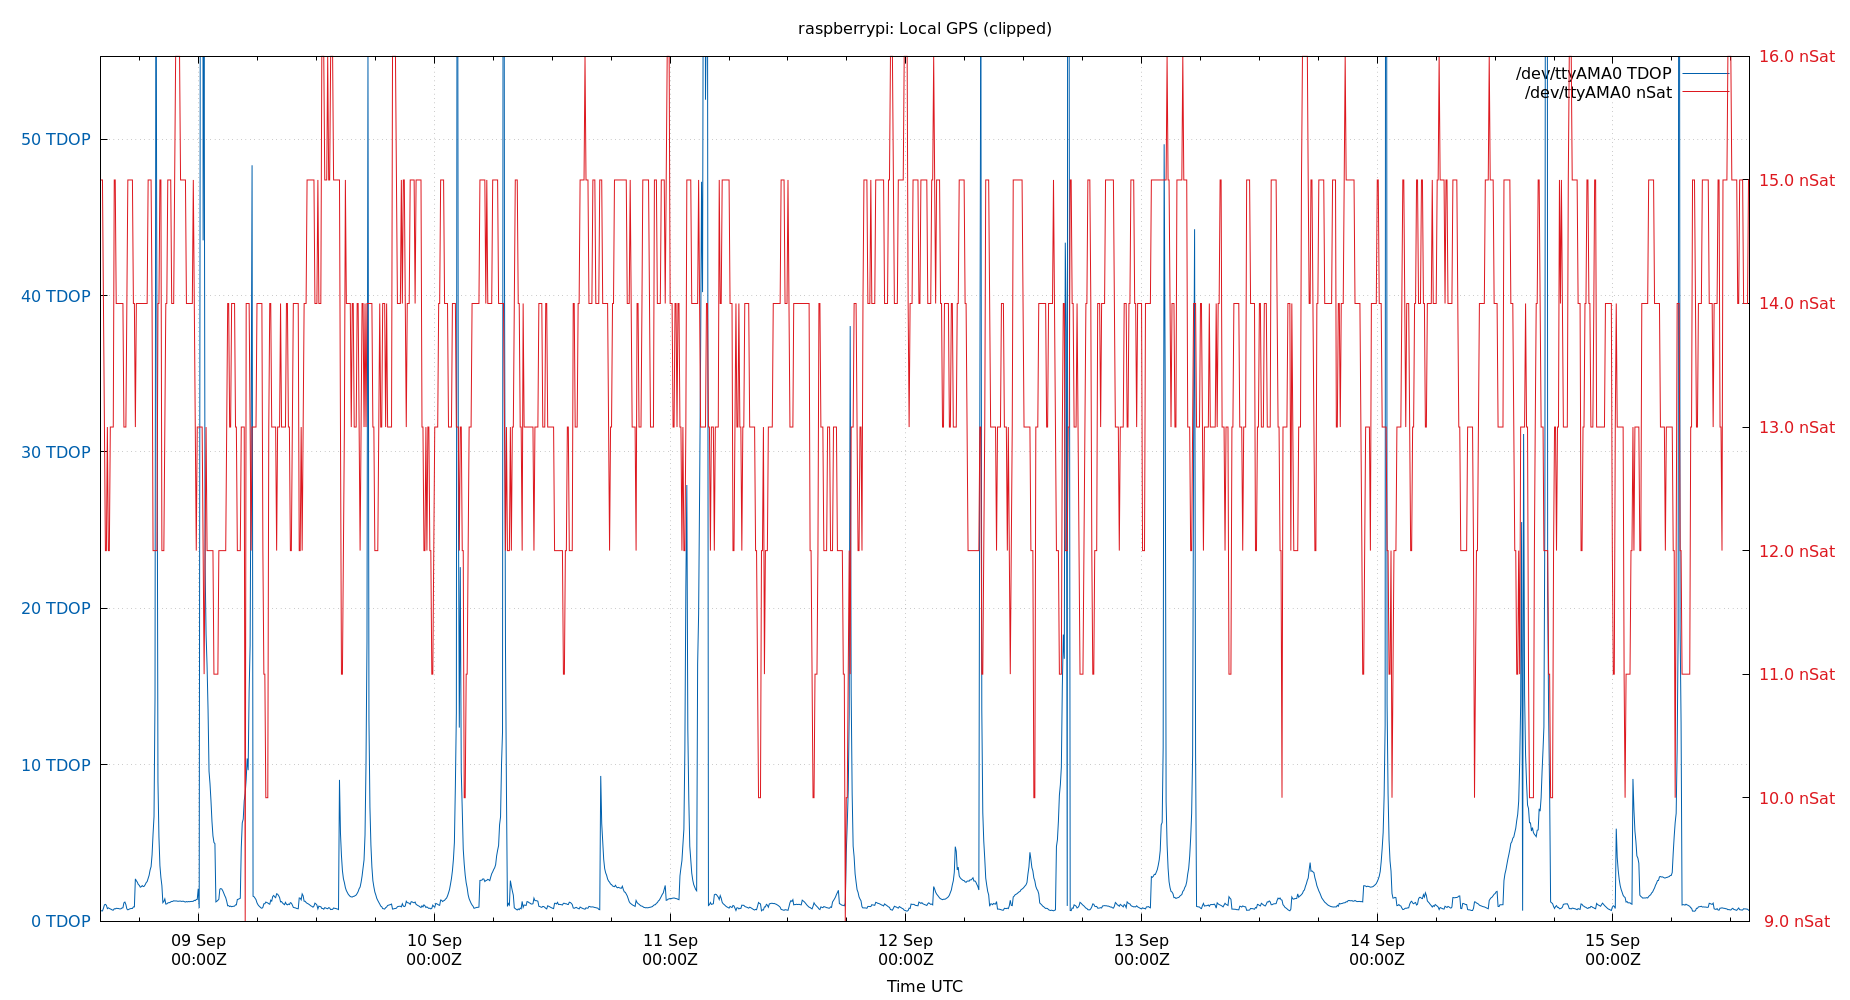 raspberrypi: Local GPS (clipped)
/dev/ttyAMA0 TDOP
/dev/ttyAMA0 nSat
50 TDOP
40 TDOP
30 TDOP
20 TDOP
10 TDOP
0 TDOP
16.0 nSat
15.0 nSat
14.0 nSat
13.0 nSat
12.0 nSat
11.0 nSat
10.0 nSat
9.0 nSat
09 Sep
00:00Z
10 Sep
00:00Z
11 Sep
00:00Z
12 Sep
00:00Z
13 Sep
00:00Z
14 Sep
00:00Z
15 Sep
00:00Z
Time UTC